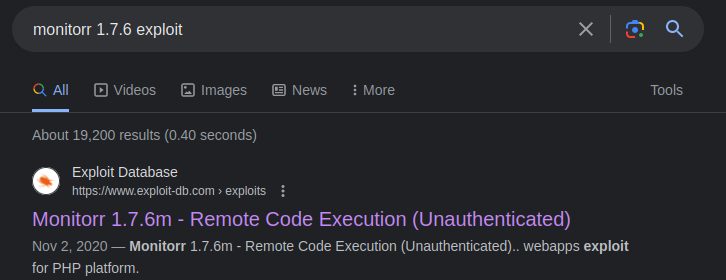 monitorr 1.7.6 exploit
All Videos Images News More Tools
About 19,200 results (0.40 seconds)
Exploit Database
https://www.exploit-db.com › exploits
Monitorr 1.7.6m - Remote Code Execution (Unauthenticated)
Nov 2, 2020 — Monitorr 1.7.6m - Remote Code Execution (Unauthenticated).. webapps exploit
for PHP platform.